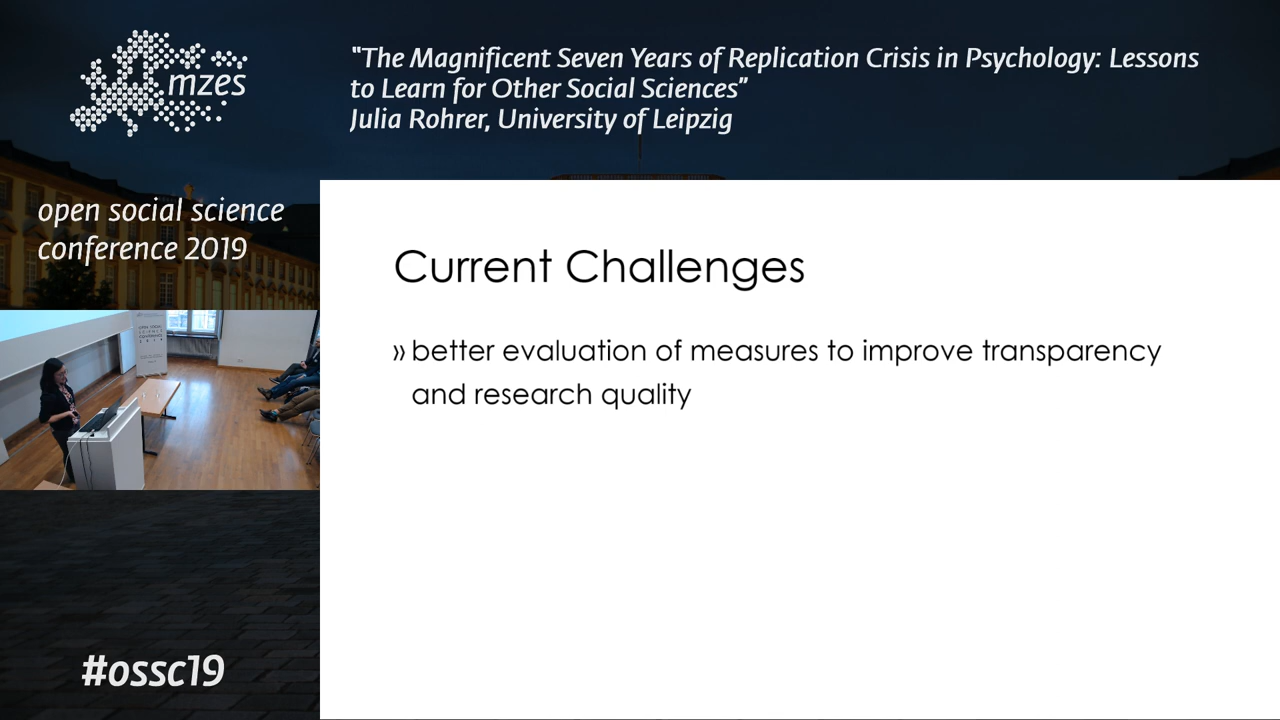 mzes
"The Magnificent Seven Years of Replication Crisis in Psychology: Lessons
to Learn for Other Social Sciences"
Julia Rohrer, University of Leipzig
open social science
conference 2019
Current Challenges
» better evaluation of measures to improve transparency
and research quality
#ossc19